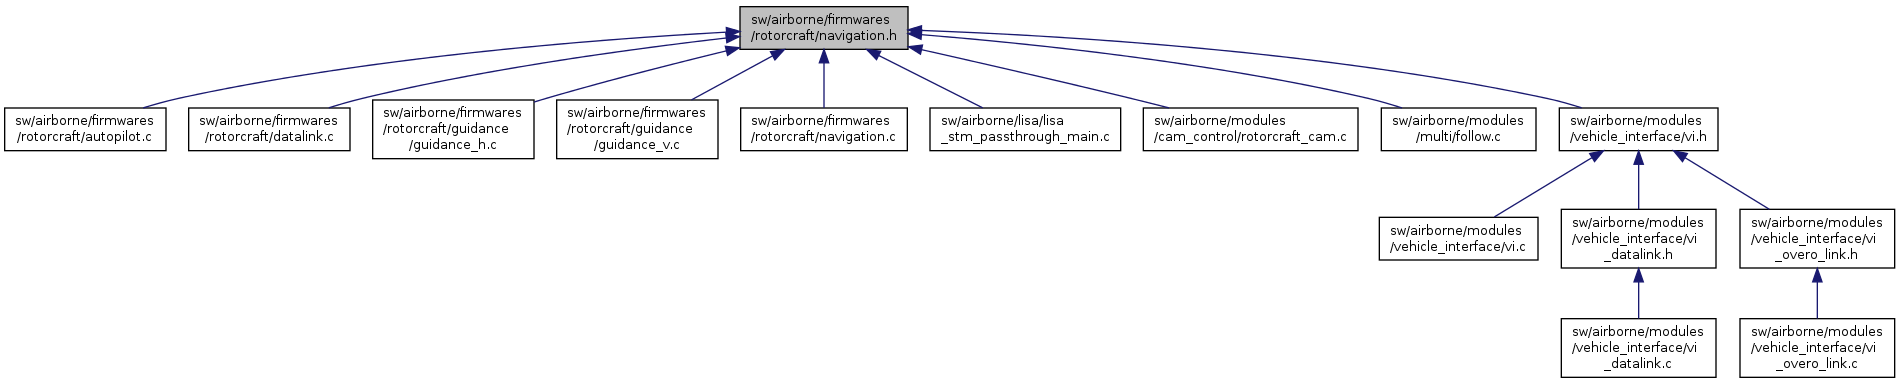 sw/airborne/firmwares
/rotorcraft/navigation.h
sw/airborne/firmwares
/rotorcraft/autopilot.c
sw/airborne/firmwares
/rotorcraft/datalink.c
sw/airborne/firmwares
/rotorcraft/guidance
/guidance_h.c
sw/airborne/firmwares
/rotorcraft/guidance
/guidance_v.c
sw/airborne/firmwares
/rotorcraft/navigation.c
sw/airborne/lisa/lisa
_stm_passthrough_main.c
sw/airborne/modules
/cam_control/rotorcraft_cam.c
sw/airborne/modules
/multi/follow.c
sw/airborne/modules
/vehicle_interface/vi.h
sw/airborne/modules
/vehicle_interface/vi.c
sw/airborne/modules
/vehicle_interface/vi
_datalink.h
sw/airborne/modules
/vehicle_interface/vi
_overo_link.h
sw/airborne/modules
/vehicle_interface/vi
_datalink.c
sw/airborne/modules
/vehicle_interface/vi
_overo_link.c